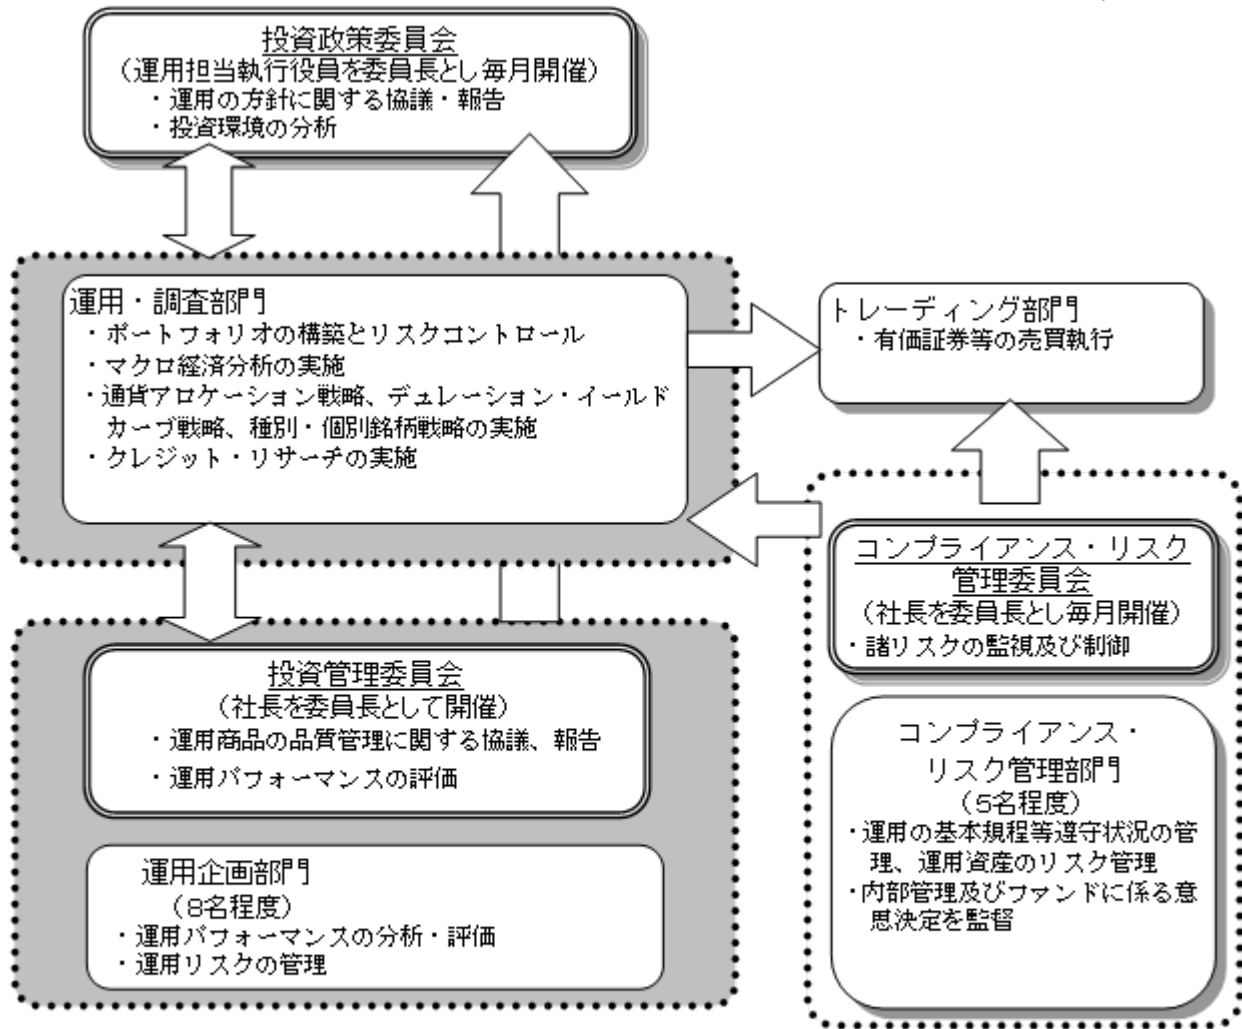 投資政策委員会
（運用担当執行役員を委員長とし毎月開催）
・運用の方針に関する協議・報告
・投資環境の分析
運用・調査部門
・ポートフォリオの構築とリスクコントロール
・マクロ経済分析の実施
・通貨アロケーション戦略、デュレーション・イールド
カーブ戦略、種別・個別銘柄戦略の実施
・クレジット・リサーチの実施
トレーディング部門
・有価証券等の売買執行
投資管理委員会
（社長を委員長として開催）
・運用商品の品質管理に関する協議、報告
・運用パフォーマンスの評価
運用企画部門
（8名程度）
・運用パフォーマンスの分析・評価
・運用リスクの管理
コンプライアンス・リスク
管理委員会
（社長を委員長とし毎月開催）
・諸リスクの監視及び制御
コンプライアンス・
リスク管理部門
（5名程度）
・運用の基本規程等遵守状況の管
理、運用資産のリスク管理
・内部管理及びファンドに係る意
思決定を監督